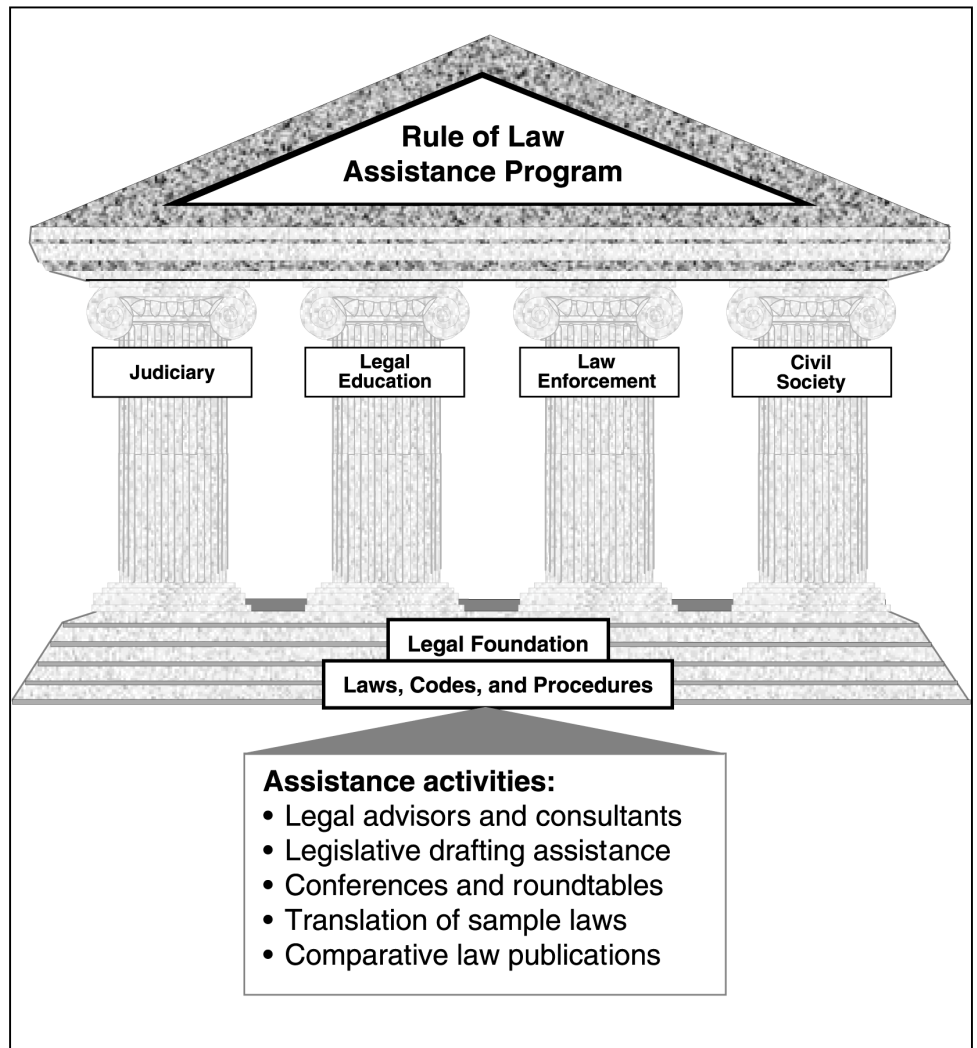 Rule of Law
Assistance Program
Judiciary
Legal
Education
Law
Enforcement
Civil
Society
Legal Foundation
Laws, Codes, and Procedures
Assistance activities:
• Legal advisors and consultants
• Legislative drafting assistance
• Conferences and roundtables
• Translation of sample laws
• Comparative law publications